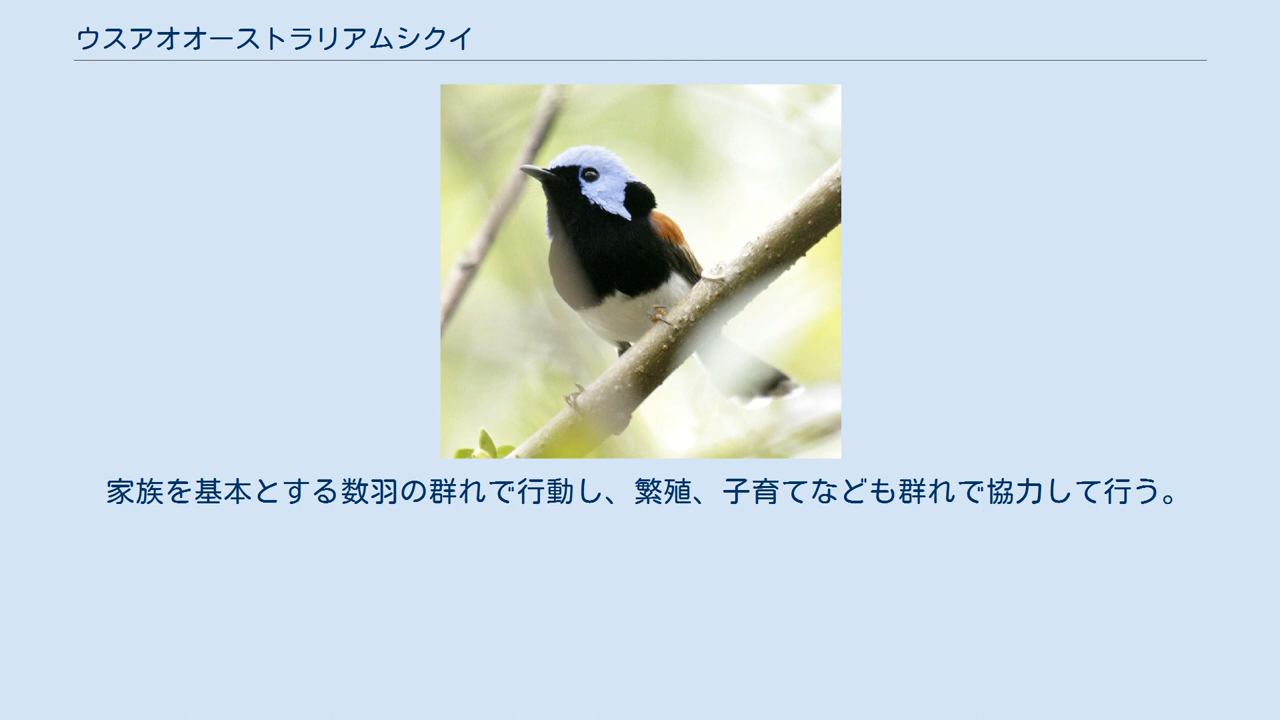 ウスアオオーストラリアムシクイ
家族を基本とする数羽の群れで行動し、繁殖、子育てなども群れで協力して行う。